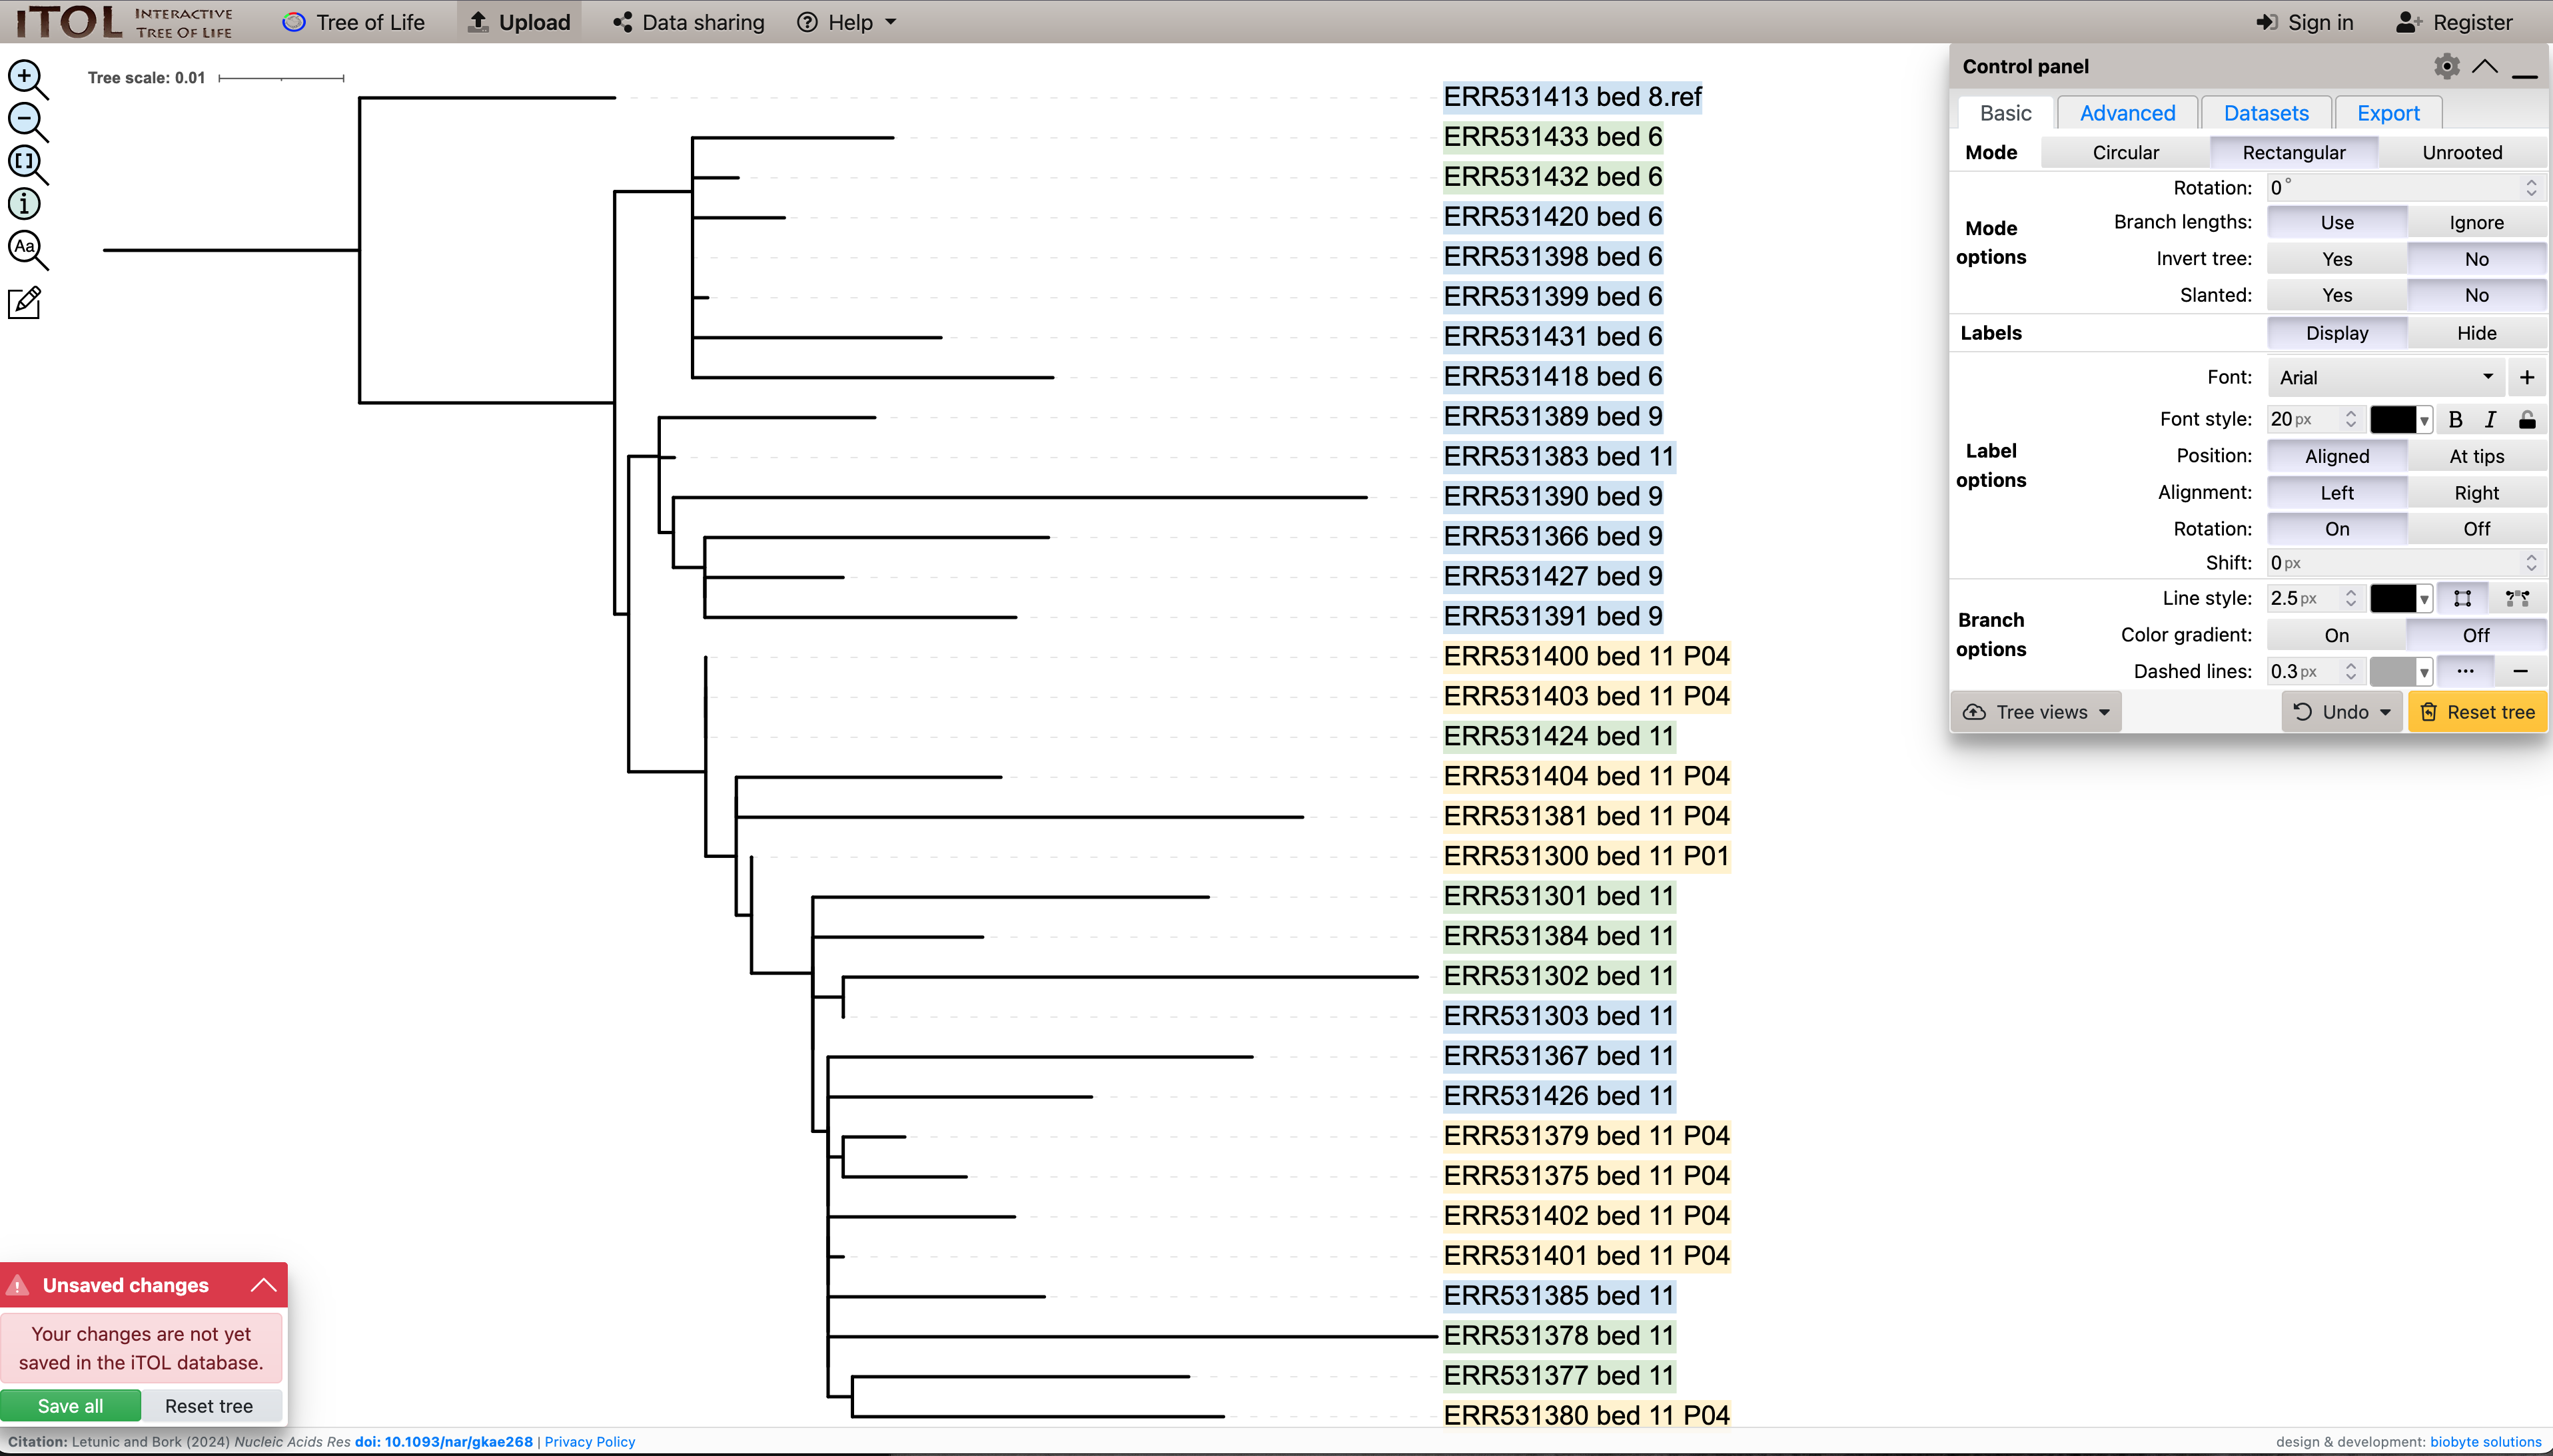 iTOL INTERACTIVE TREE OF LIFE
Tree of Life
Upload
Data sharing
Help
Sign in
Register
Tree scale: 0.01
ERR531413 bed 8.ref
ERR531433 bed 6
ERR531432 bed 6
ERR531420 bed 6
ERR531398 bed 6
ERR531399 bed 6
ERR531431 bed 6
ERR531418 bed 6
ERR531389 bed 9
ERR531383 bed 11
ERR531390 bed 9
ERR531366 bed 9
ERR531427 bed 9
ERR531391 bed 9
ERR531400 bed 11 P04
ERR531403 bed 11 P04
ERR531424 bed 11
ERR531404 bed 11 P04
ERR531381 bed 11 P04
ERR531300 bed 11 P01
ERR531301 bed 11
ERR531384 bed 11
ERR531302 bed 11
ERR531303 bed 11
ERR531367 bed 11
ERR531426 bed 11
ERR531379 bed 11 P04
ERR531375 bed 11 P04
ERR531402 bed 11 P04
ERR531401 bed 11 P04
ERR531385 bed 11
ERR531378 bed 11
ERR531377 bed 11
ERR531380 bed 11 P04
Control panel
Basic Advanced Datasets Export
Mode Circular Rectangular Unrooted
Mode options
Rotation: 0°
Branch lengths: Use Ignore
Invert tree: Yes No
Slanted: Yes No
Labels Display Hide
Label options
Font: Arial +
Font style: 20 px B I
Position: Aligned At tips
Alignment: Left Right
Rotation: On Off
Shift: 0 px
Branch options
Line style: 2.5 px
Color gradient: On Off
Dashed lines: 0.3 px
Tree views Undo Reset tree
Aa
Unsaved changes
Your changes are not yet
saved in the iTOL database.
Save all Reset tree
Citation: Letunic and Bork (2024) Nucleic Acids Res doi: 10.1093/nar/gkae268 | Privacy Policy
design & development: biobyte solutions